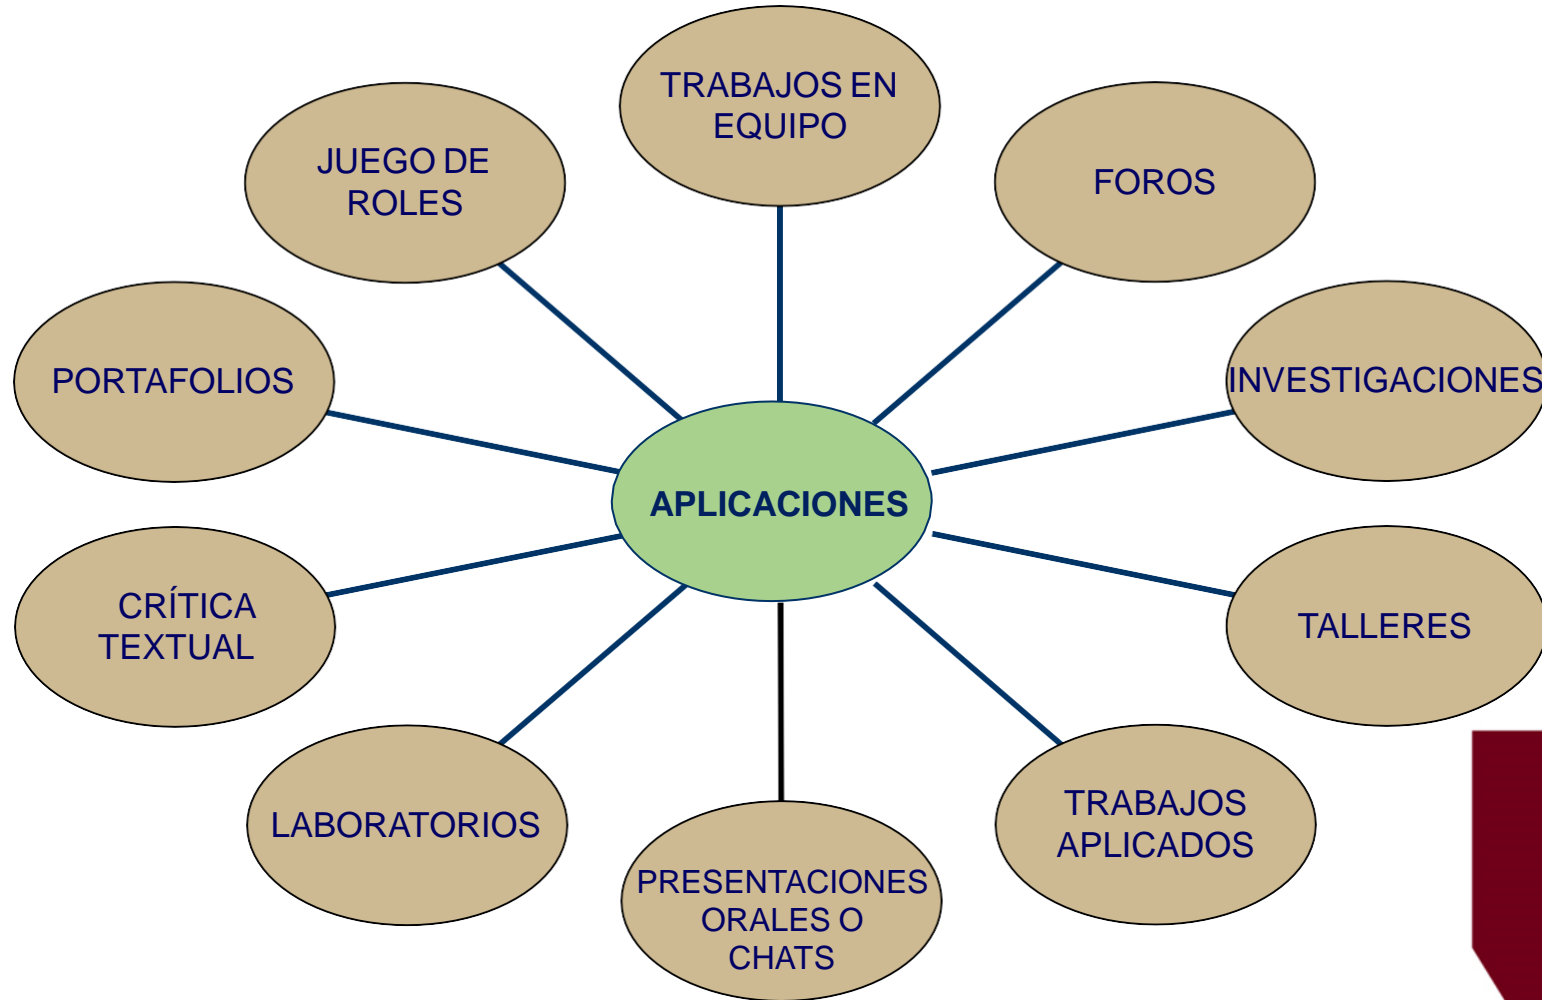 TRABAJOS EN
EQUIPO
JUEGO DE
ROLES
FOROS
PORTAFOLIOS
INVESTIGACIONES
APLICACIONES
CRÍTICA
TEXTUAL
TALLERES
LABORATORIOS
TRABAJOS
APLICADOS
PRESENTACIONES
ORALES O
CHATS